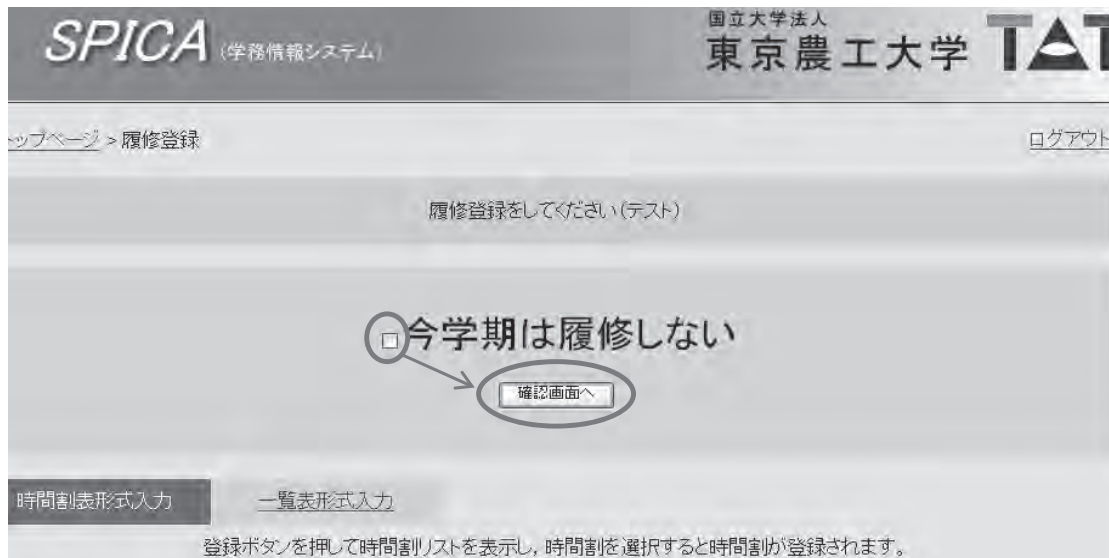 SPICA (学務情報システム)
国立大学法人
東京農工大学 TAT
トップページ > 履修登録
ログアウト
履修登録をしてください(テスト)
今学期は履修しない
確認画面へ
時間割表形式入力 一覧表形式入力
登録ボタンを押して時間割リストを表示し, 時間割を選択すると時間割が登録されます。